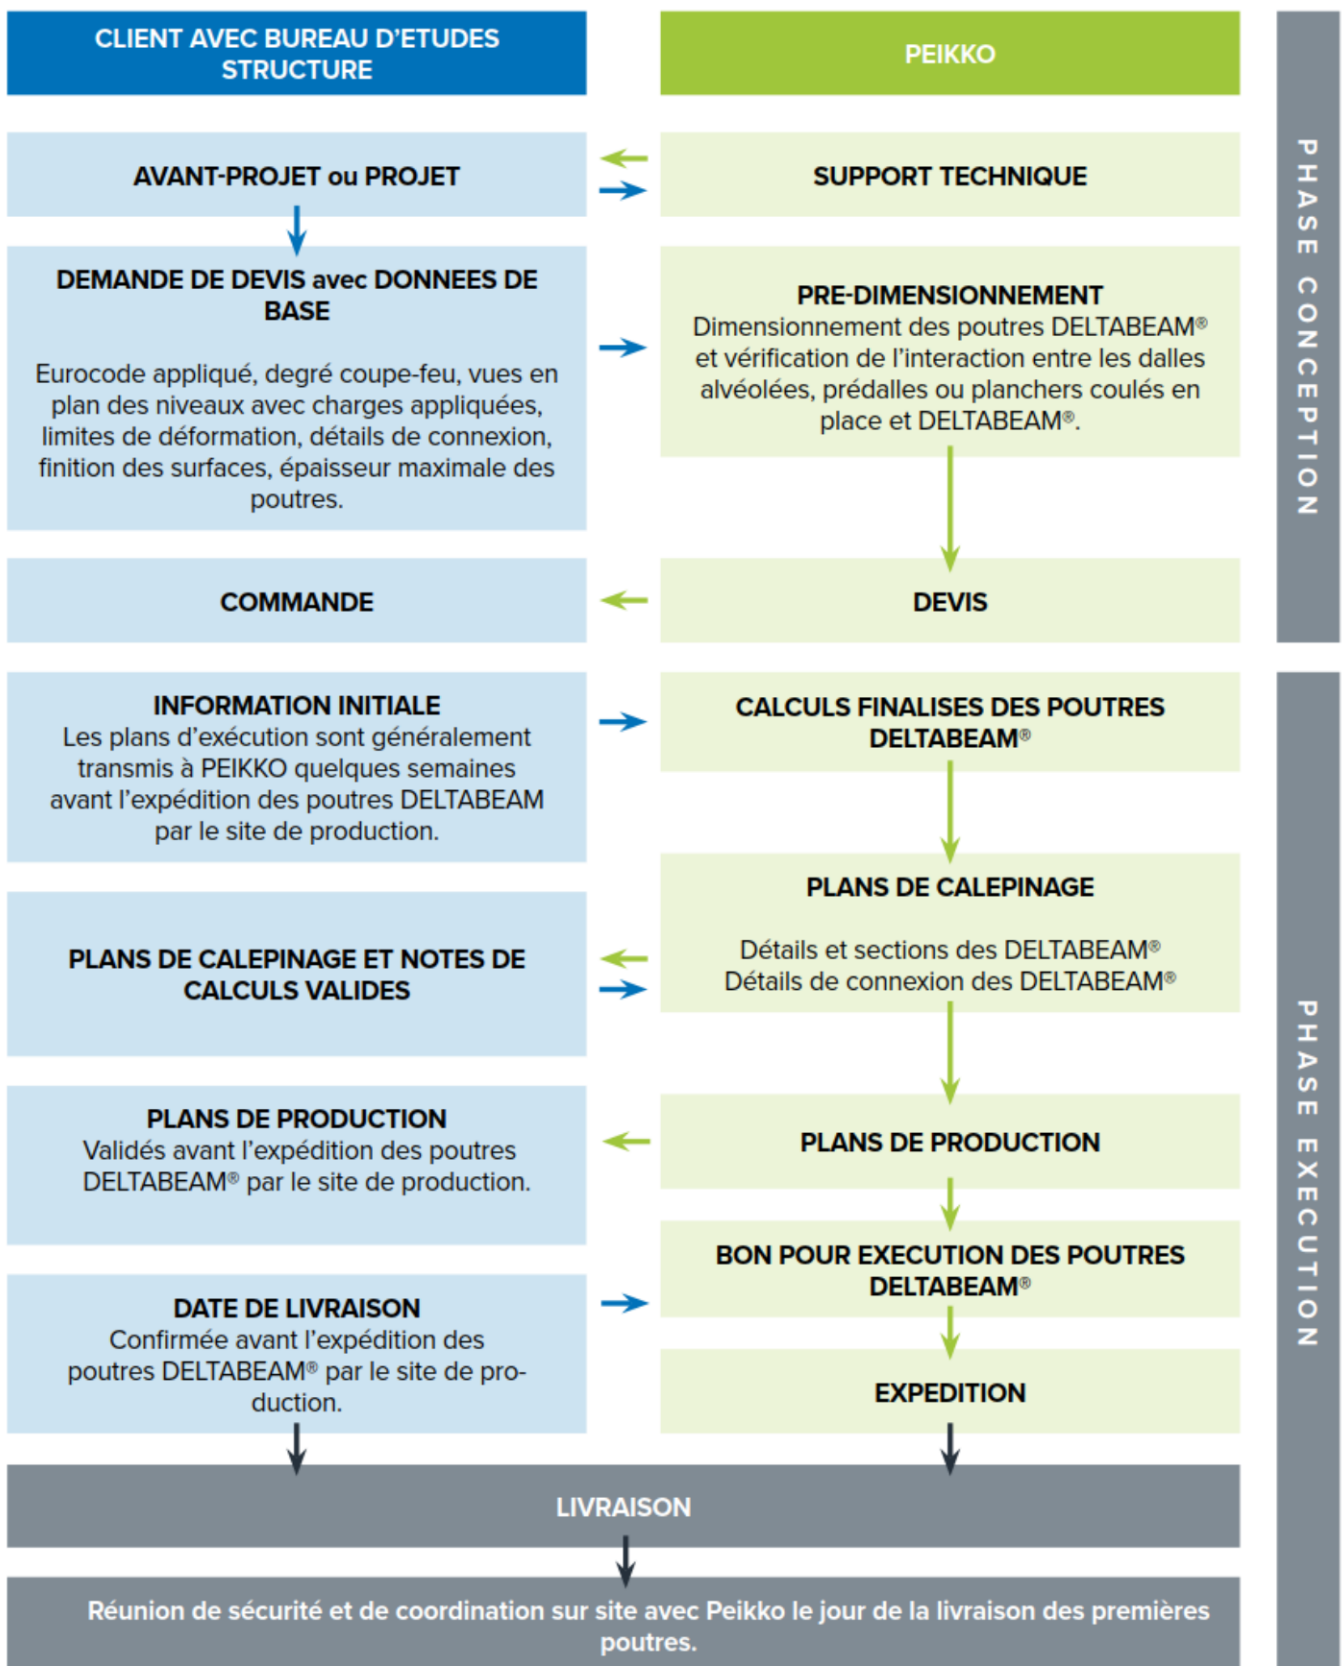 CLIENT AVEC BUREAU D'ETUDES
STRUCTURE
PEIKKO
AVANT-PROJET ou PROJET
SUPPORT TECHNIQUE
DEMANDE DE DEVIS avec DONNEES DE
BASE
Eurocode appliqué, degré coupe-feu, vues en
plan des niveaux avec charges appliquées,
limites de déformation, détails de connexion,
finition des surfaces, épaisseur maximale des
poutres.
PRE-DIMENSIONNEMENT
Dimensionnement des poutres DELTABEAM®
et vérification de l'interaction entre les dalles
alvéolées, prédalles ou planchers coulés en
place et DELTABEAM®.
COMMANDE
DEVIS
PHASE CONCEPTION
INFORMATION INITIALE
Les plans d'exécution sont généralement
transmis à PEIKKO quelques semaines
avant l'expédition des poutres DELTABEAM
par le site de production.
CALCULS FINALISES DES POUTRES
DELTABEAM®
PLANS DE CALEPINAGE
Détails et sections des DELTABEAM®
Détails de connexion des DELTABEAM®
PLANS DE CALEPINAGE ET NOTES DE
CALCULS VALIDES
PLANS DE PRODUCTION
Validés avant l'expédition des poutres
DELTABEAM® par le site de production.
PLANS DE PRODUCTION
BON POUR EXECUTION DES POUTRES
DELTABEAM®
DATE DE LIVRAISON
Confirmée avant l'expédition des
poutres DELTABEAM® par le site de pro-
duction.
EXPEDITION
PHASE EXECUTION
LIVRAISON
Réunion de sécurité et de coordination sur site avec Peikko le jour de la livraison des premières
poutres.